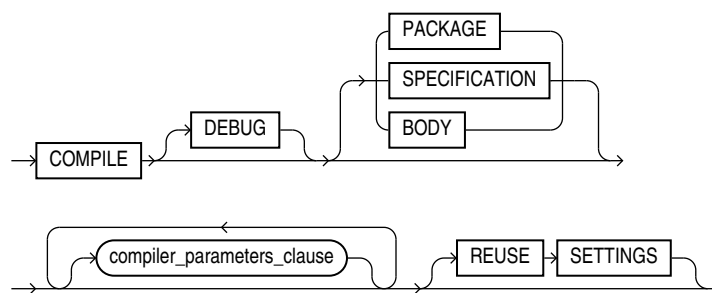 PACKAGE
SPECIFICATION
BODY
DEBUG
COMPILE
compiler_parameters_clause
REUSE SETTINGS